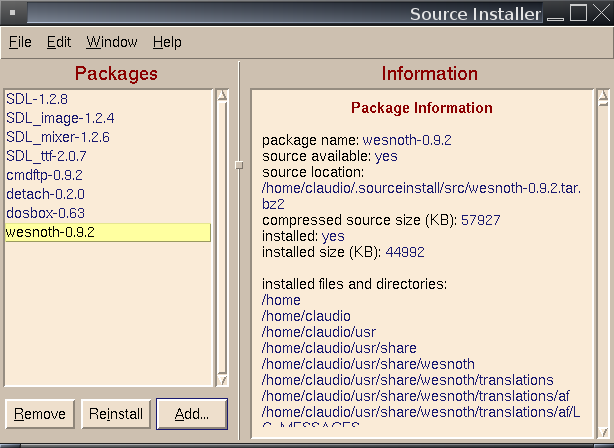 Source Installer
File Edit Window Help
Packages
SDL-1.2.8
SDL_image-1.2.4
SDL_mixer-1.2.6
SDL_ttf-2.0.7
cmdftp-0.9.2
detach-0.2.0
dosbox-0.63
wesnoth-0.9.2
Remove Reinstall Add...
Information
Package Information
package name: wesnoth-0.9.2
source available: yes
source location:
/home/claudio/.sourceinstall/src/wesnoth-0.9.2.tar.
bz2
compressed source size (KB): 57927
installed: yes
installed size (KB): 44992
installed files and directories:
/home
/home/claudio
/home/claudio/usr
/home/claudio/usr/share
/home/claudio/usr/share/wesnoth
/home/claudio/usr/share/wesnoth/translations
/home/claudio/usr/share/wesnoth/translations/af
/home/claudio/usr/share/wesnoth/translations/af/L
C_MESSAGES